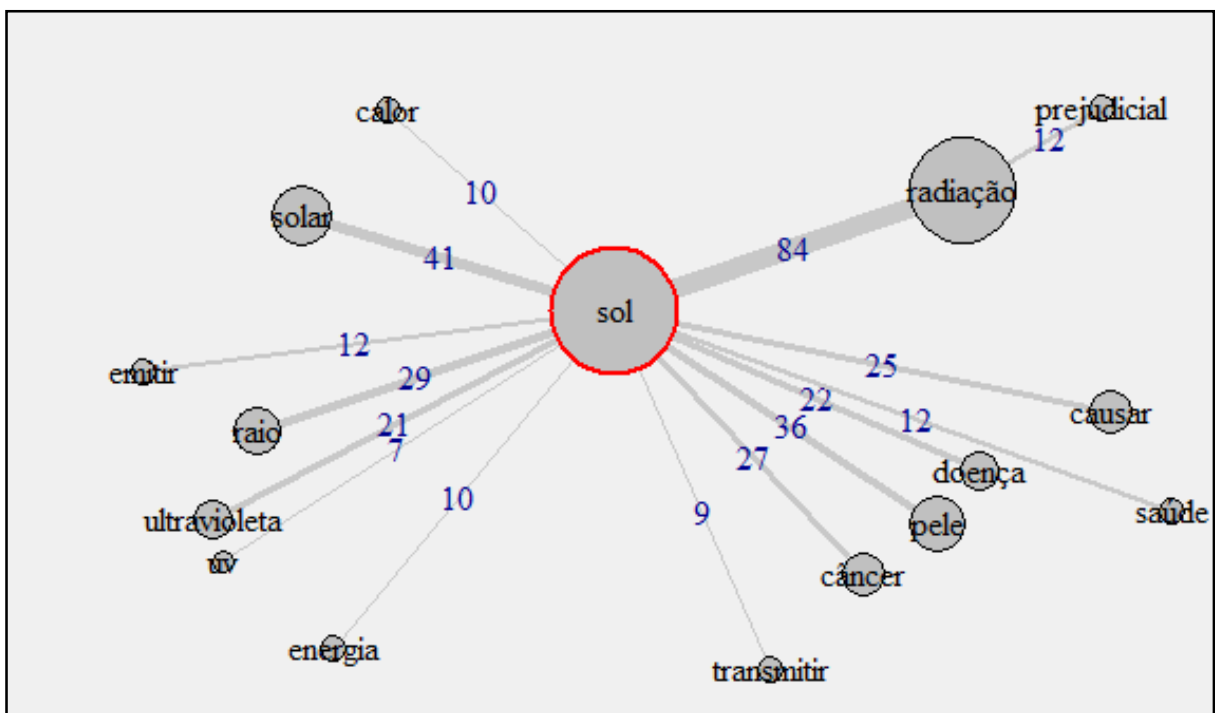 calor
prejudicial
12
radiação
10
solar
84
41
sol
12
emitir
25
29
22
causar
raio
21
36
12
7
27
doença
10
9
saúde
ultravioleta
pele
uv
câncer
energia
transmitir